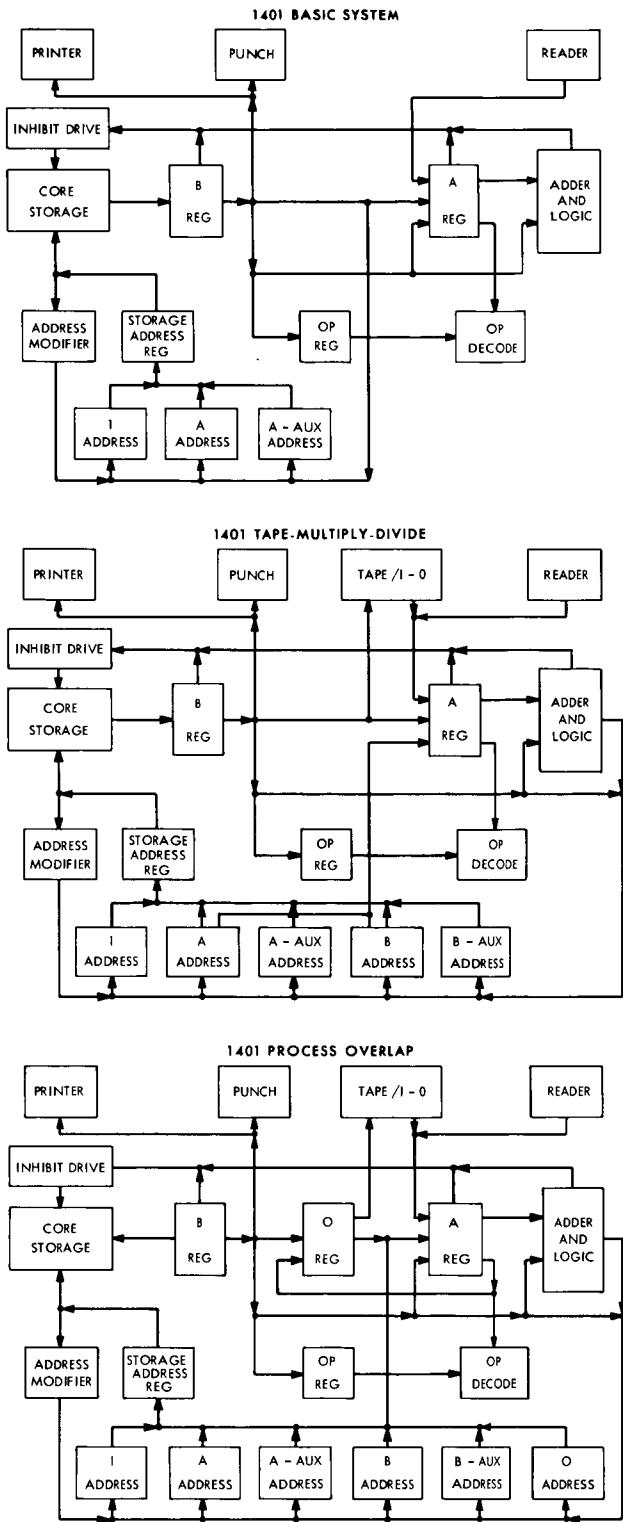 1401 BASIC SYSTEM
PRINTER
PUNCH
READER
INHIBIT DRIVE
CORE
STORAGE
B
REG
A
REG
ADDER
AND
LOGIC
ADDRESS
MODIFIER
STORAGE
ADDRESS
REG
OP
REG
OP
DECODE
I
ADDRESS
A
ADDRESS
A - AUX
ADDRESS
1401 TAPE-MULTIPLY-DIVIDE
PRINTER
PUNCH
TAPE /I - 0
READER
INHIBIT DRIVE
CORE
STORAGE
B
REG
A
REG
ADDER
AND
LOGIC
ADDRESS
MODIFIER
STORAGE
ADDRESS
REG
OP
REG
OP
DECODE
I
ADDRESS
A
ADDRESS
A - AUX
ADDRESS
B
ADDRESS
B - AUX
ADDRESS
1401 PROCESS OVERLAP
PRINTER
PUNCH
TAPE /I - 0
READER
INHIBIT DRIVE
CORE
STORAGE
B
REG
O
REG
A
REG
ADDER
AND
LOGIC
ADDRESS
MODIFIER
STORAGE
ADDRESS
REG
OP
REG
OP
DECODE
I
ADDRESS
A
ADDRESS
A - AUX
ADDRESS
B
ADDRESS
B - AUX
ADDRESS
O
ADDRESS